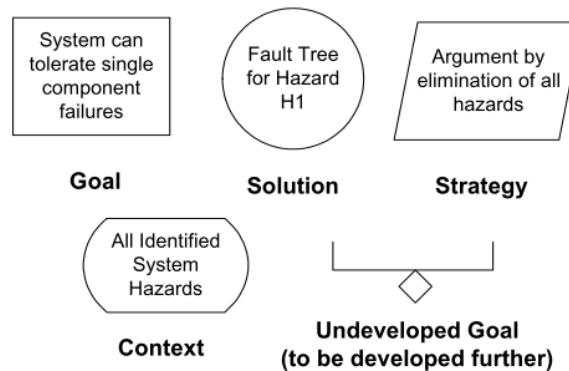 System can
tolerate single
component
failures
Goal
Fault Tree
for Hazard
H1
Solution
Argument by
elimination of all
hazards
Strategy
All Identified
System
Hazards
Context
Undeveloped Goal
(to be developed further)